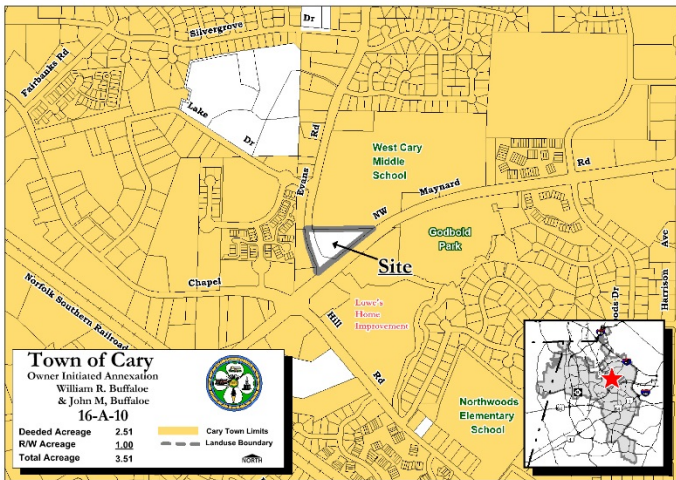 Dr
Silvergrove
Fairbanks Rd
Lake
Dr
Evans
Rd
West Cary
Middle
School
NW
Maynard
Rd
Godbold
Park
Site
Chapel
Hill
Rd
Lowe's
Home
Improvement
Norfolk Southern Railroad
oods Dr
Harrison
Ave
Northwoods
Elementary
School
Town of Cary
Owner Initiated Annexation
William R. Buffaloe
& John M, Buffaloe
16-A-10
Deeded Acreage 2.51
R/W Acreage 1.00
Total Acreage 3.51
Cary Town Limits
Landuse Boundary
NORTH